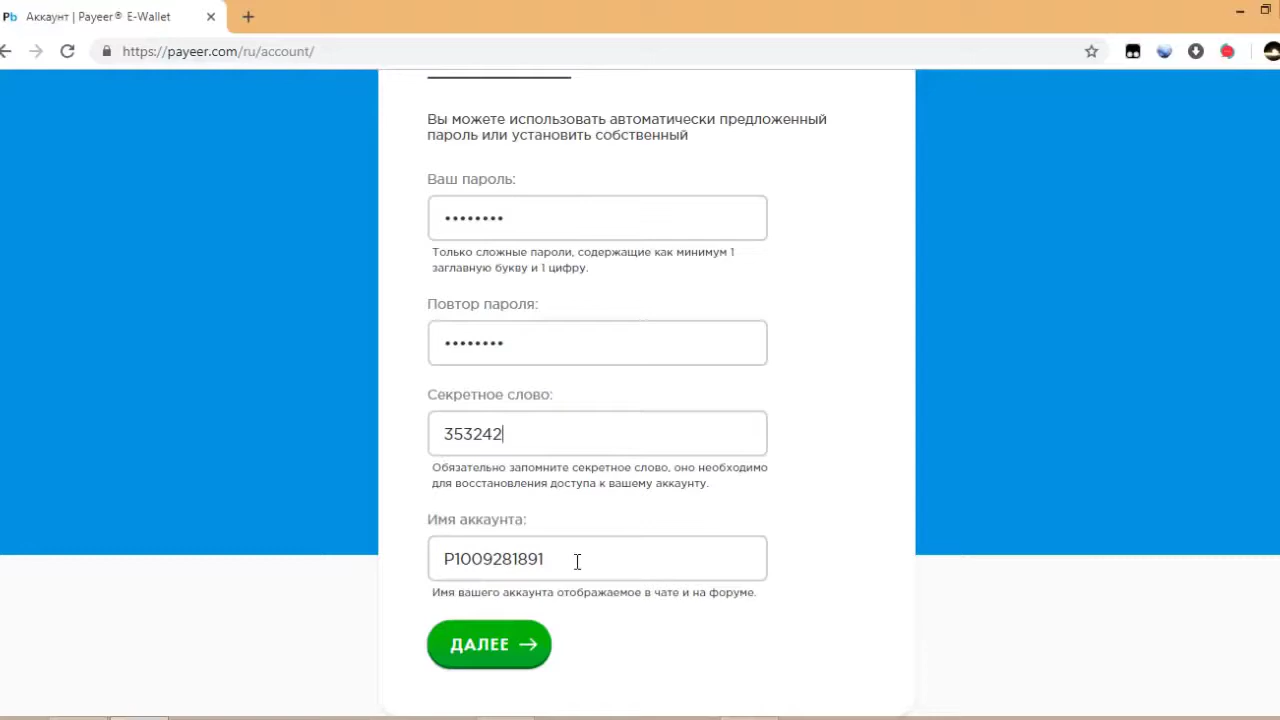 Pb Аккаунт | Payeer® E-Wallet
https://payeer.com/ru/account/
Вы можете использовать автоматически предложенный
пароль или установить собственный
Ваш пароль:
••••••••
Только сложные пароли, содержащие как минимум 1
заглавную букву и 1 цифру.
Повтор пароля:
••••••••
Секретное слово:
353242
Обязательно запомните секретное слово, оно необходимо
для восстановления доступа к вашему аккаунту.
Имя аккаунта:
P1009281891
Имя вашего аккаунта отображаемое в чате и на форуме.
ДАЛЕЕ →